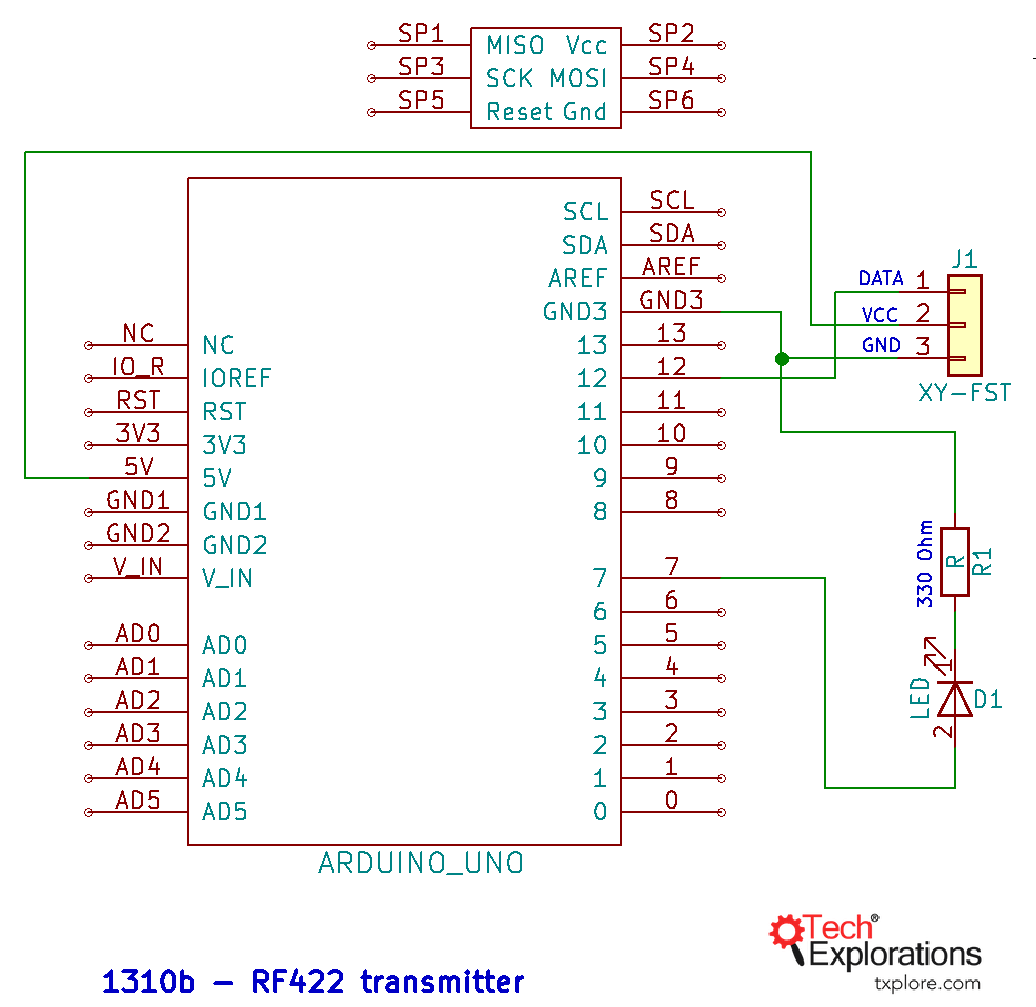 SP1 MISO Vcc SP2
SP3 SCK MOSI SP4
SP5 Reset Gnd SP6
SCL SCL
SDA SDA
AREF AREF
GND3 GND3
13 13
12 12
11 11
10 10
9 9
8 8
7 7
6 6
5 5
4 4
3 3
2 2
1 1
0 0
NC NC
IO_R IOREF
RST RST
3V3 3V3
5V 5V
GND1 GND1
GND2 GND2
V_IN V_IN
AD0 AD0
AD1 AD1
AD2 AD2
AD3 AD3
AD4 AD4
AD5 AD5
ARDUINO_UNO
J1
DATA 1
VCC 2
GND 3
XY-FST
330 Ohm
R
R1
1
LED
D1
2
Tech®
Explorations
txplore.com
1310b - RF422 transmitter